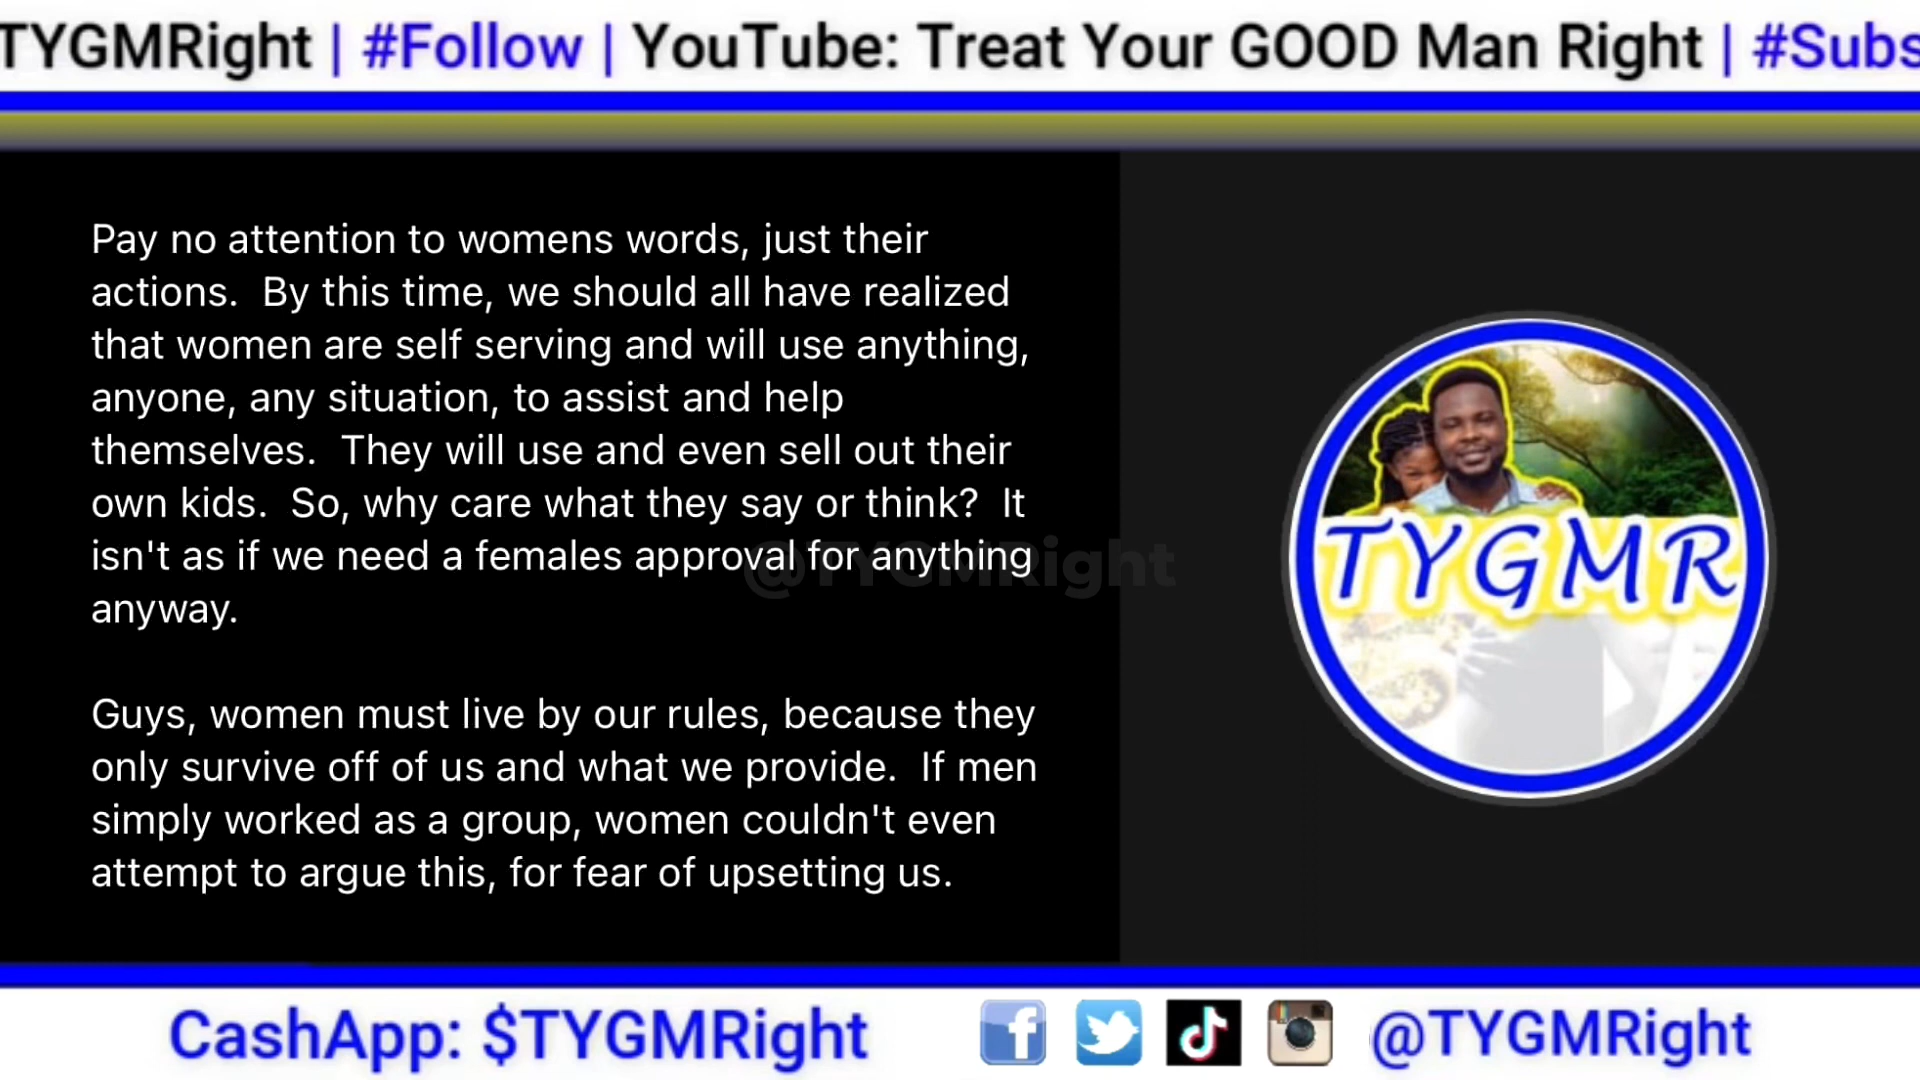 TYGMRight | #Follow | YouTube: Treat Your GOOD Man Right | #Subs
Pay no attention to womens words, just their
actions.  By this time, we should all have realized
that women are self serving and will use anything,
anyone, any situation, to assist and help
themselves.  They will use and even sell out their
own kids.  So, why care what they say or think?  It
isn't as if we need a females approval for anything
anyway.
@TYGMRight
TYGMR
Guys, women must live by our rules, because they
only survive off of us and what we provide.  If men
simply worked as a group, women couldn't even
attempt to argue this, for fear of upsetting us.
CashApp: $TYGMRight
@TYGMRight